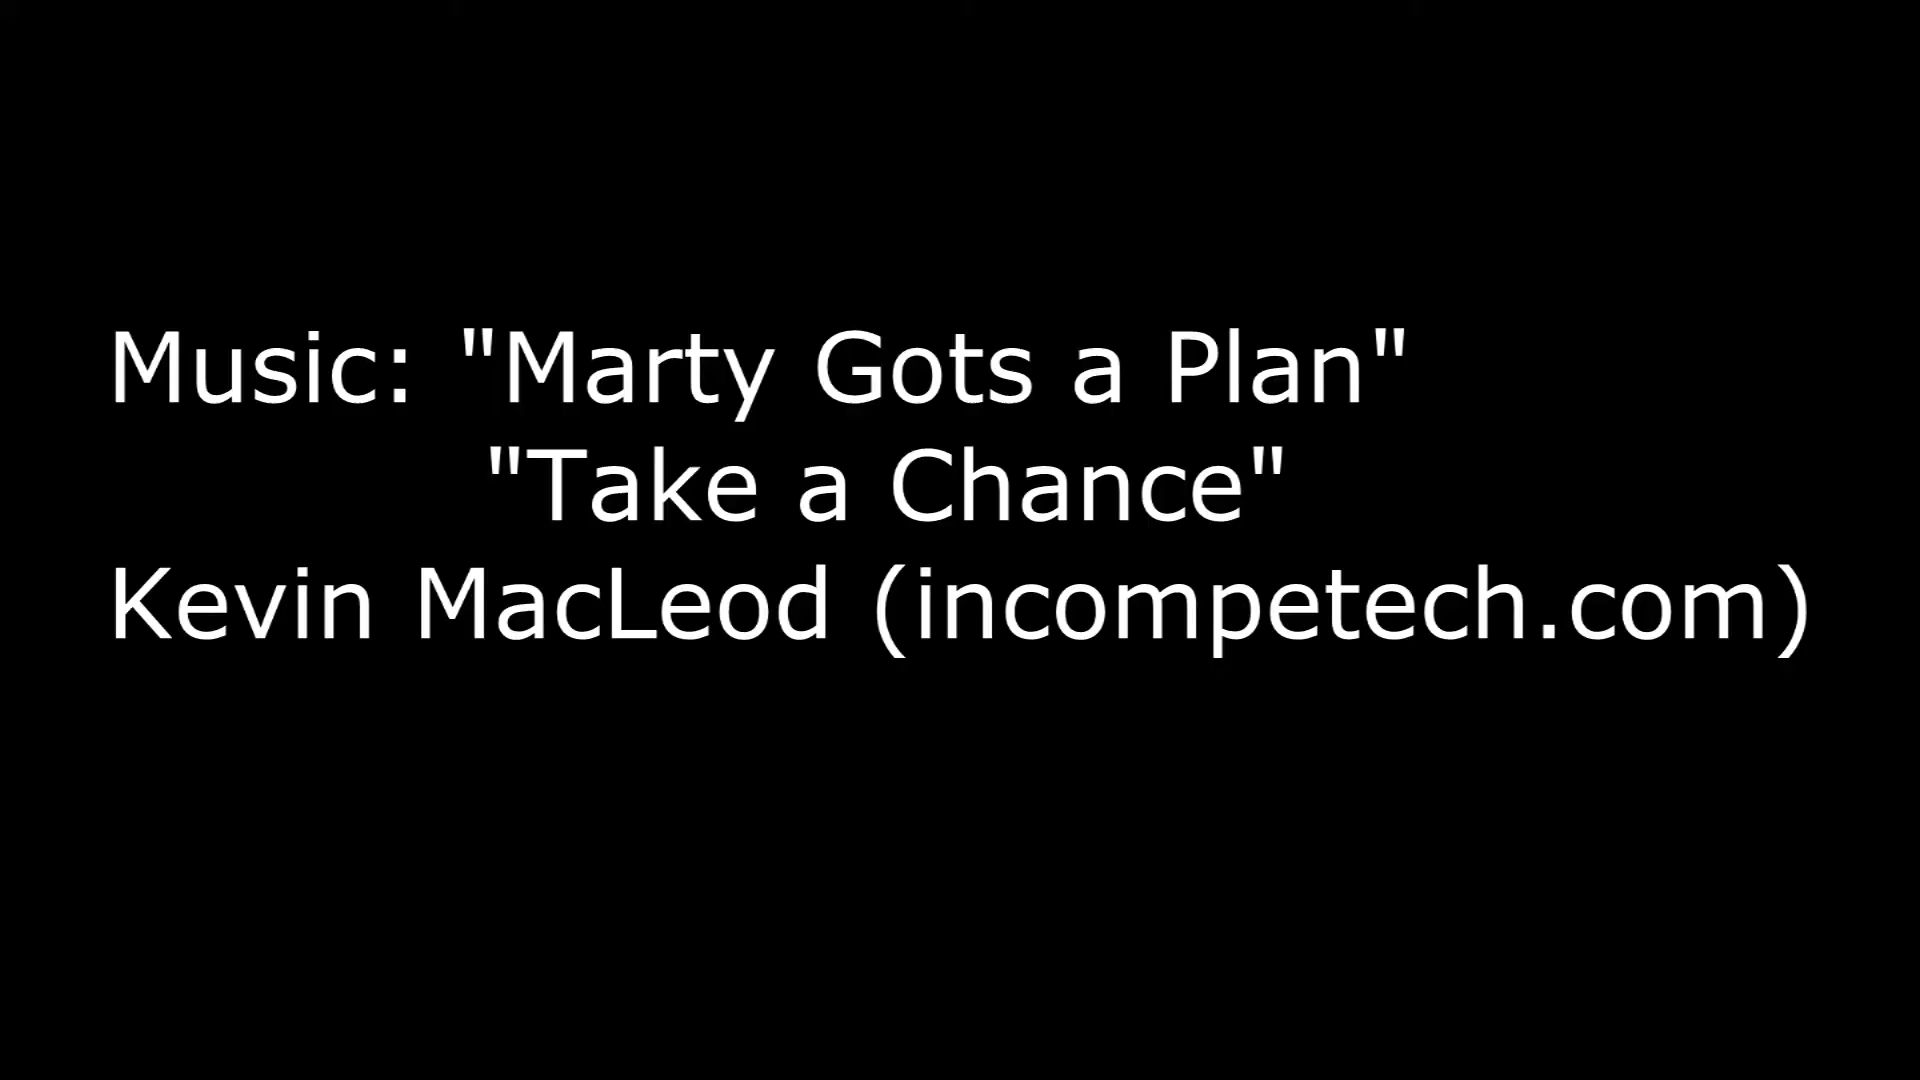 Music: "Marty Gots a Plan"
"Take a Chance"
Kevin MacLeod (incompetech.com)